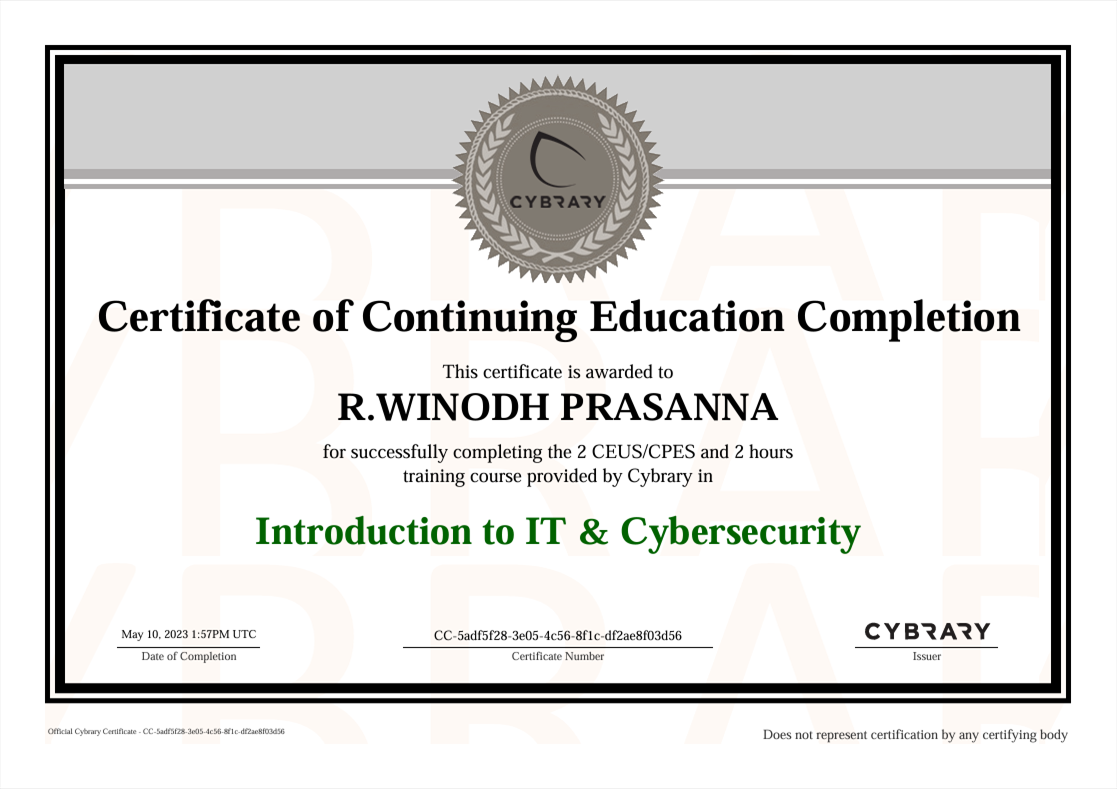 CYBRARY
Certificate of Continuing Education Completion
This certificate is awarded to
R.WINODH PRASANNA
for successfully completing the 2 CEUS/CPES and 2 hours
training course provided by Cybrary in
Introduction to IT & Cybersecurity
May 10, 2023 1:57PM UTC
Date of Completion
CC-5adf5f28-3e05-4c56-8f1c-df2ae8f03d56
Certificate Number
CYBRARY
Issuer
Official Cybrary Certificate - CC-5adf5f28-3e05-4c56-8f1c-df2ae8f03d56
Does not represent certification by any certifying body